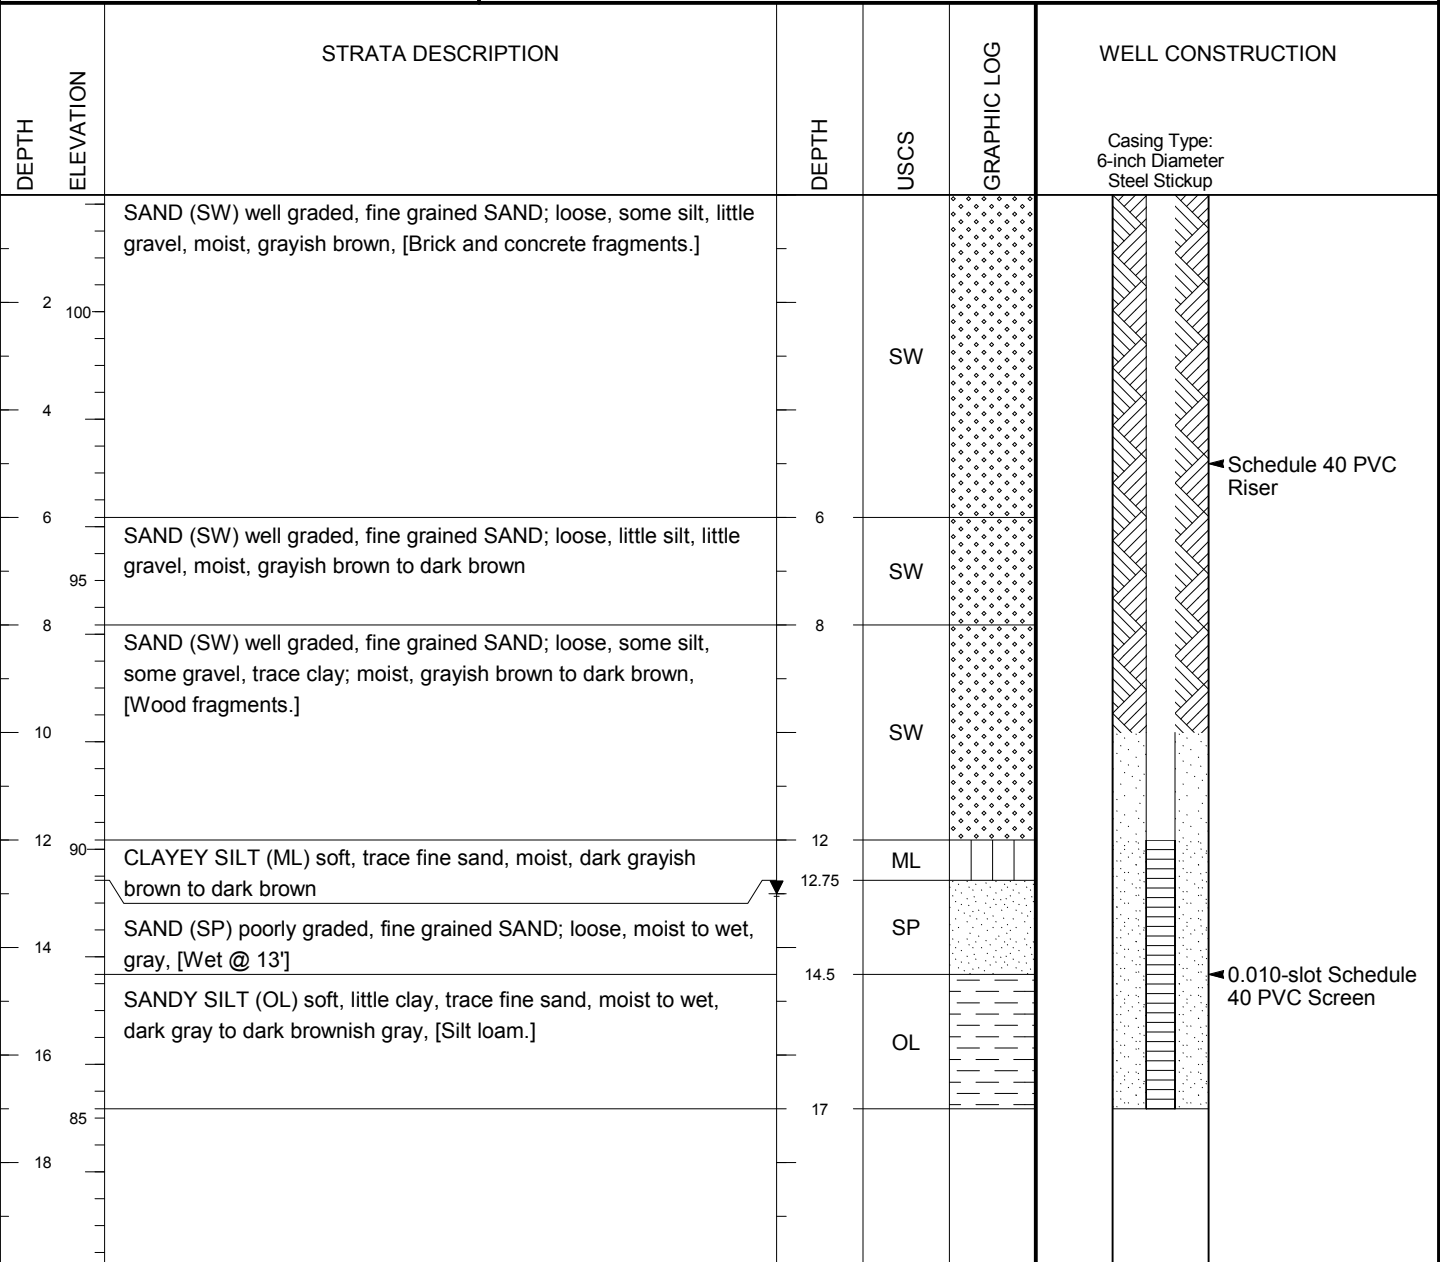 DEPTH
ELEVATION
STRATA DESCRIPTION
DEPTH
USCS
GRAPHIC LOG
WELL CONSTRUCTION
Casing Type:
6-inch Diameter
Steel Stickup
SAND (SW) well graded, fine grained SAND; loose, some silt, little
gravel, moist, grayish brown, [Brick and concrete fragments.]
2
100
SW
4
Schedule 40 PVC
Riser
6
6
SAND (SW) well graded, fine grained SAND; loose, little silt, little
gravel, moist, grayish brown to dark brown
95
SW
8
8
SAND (SW) well graded, fine grained SAND; loose, some silt,
some gravel, trace clay; moist, grayish brown to dark brown,
[Wood fragments.]
10
SW
12
12
90
CLAYEY SILT (ML) soft, trace fine sand, moist, dark grayish
brown to dark brown
ML
12.75
SAND (SP) poorly graded, fine grained SAND; loose, moist to wet,
gray, [Wet @ 13']
SP
14
14.5
0.010-slot Schedule
40 PVC Screen
SANDY SILT (OL) soft, little clay, trace fine sand, moist to wet,
dark gray to dark brownish gray, [Silt loam.]
OL
16
17
85
18